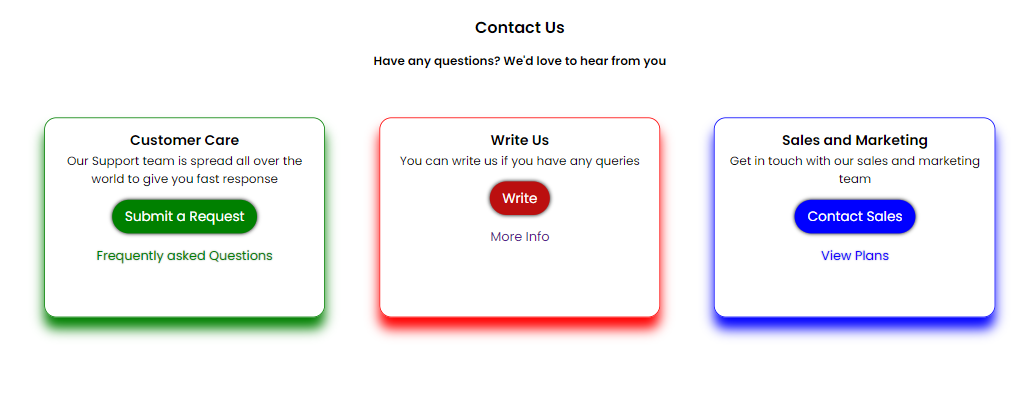 Contact Us
Have any questions? We'd love to hear from you
Customer Care
Our Support team is spread all over the
world to give you fast response
Submit a Request
Frequently asked Questions
Write Us
You can write us if you have any queries
Write
More Info
Sales and Marketing
Get in touch with our sales and marketing
team
Contact Sales
View Plans